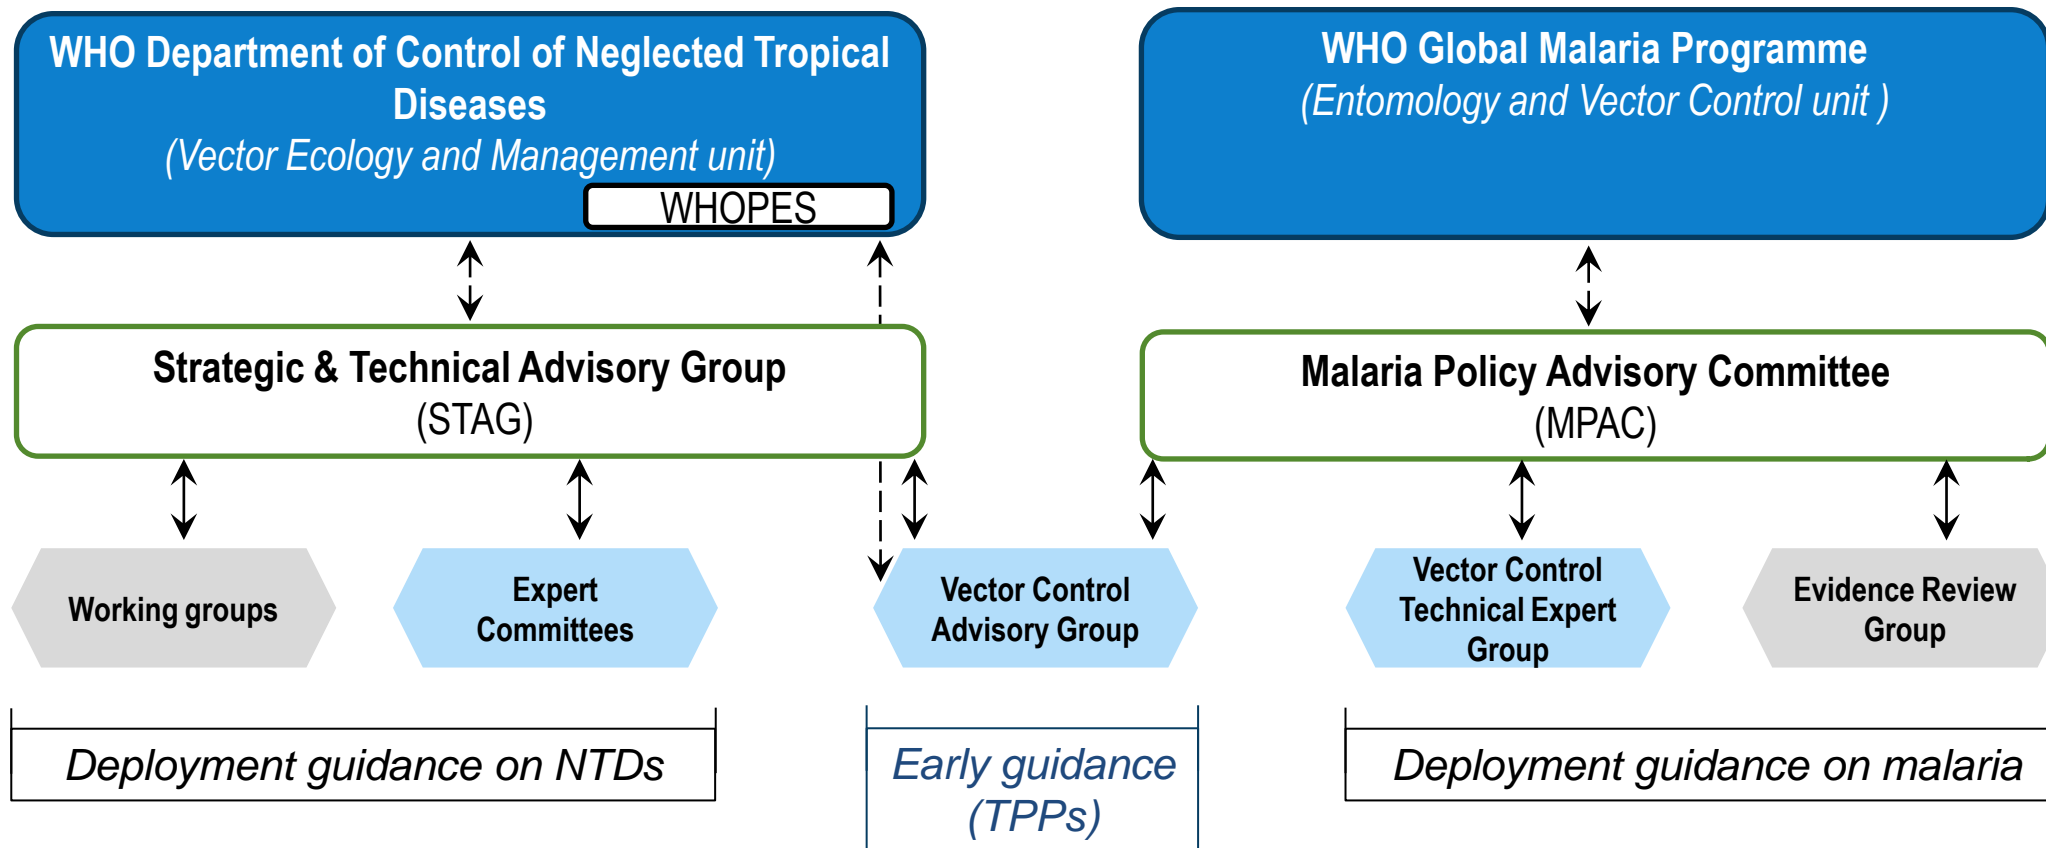 WHO Department of Control of Neglected Tropical
Diseases
(Vector Ecology and Management unit)
WHOPES
WHO Global Malaria Programme
(Entomology and Vector Control unit )
Strategic & Technical Advisory Group
(STAG)
Malaria Policy Advisory Committee
(MPAC)
Working groups
Expert
Committees
Vector Control
Advisory Group
Vector Control
Technical Expert
Group
Evidence Review
Group
Deployment guidance on NTDs
Early guidance
(TPPs)
Deployment guidance on malaria